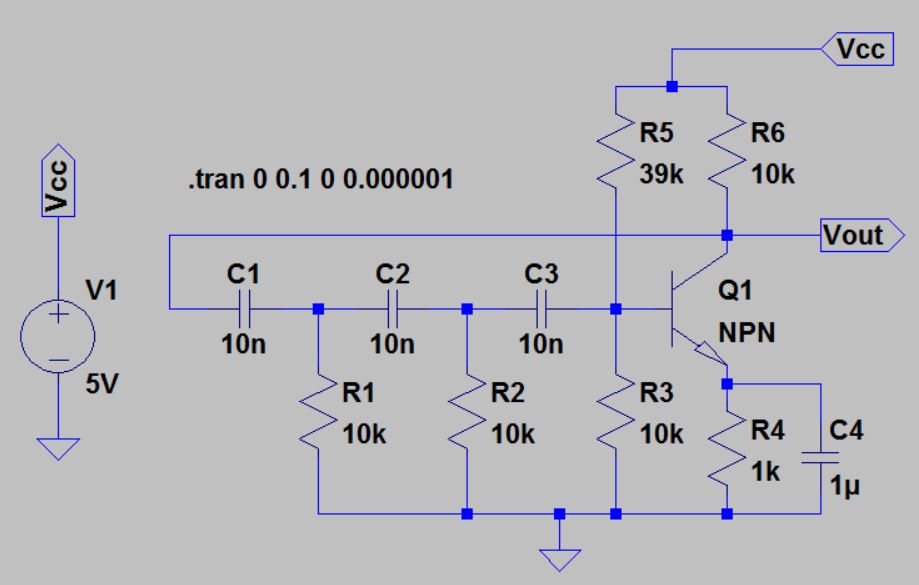 Vcc
R5
39k
R6
10k
Vcc
.tran 0 0.1 0 0.000001
Vout
C1
10n
C2
10n
C3
10n
Q1
NPN
V1
5V
R1
10k
R2
10k
R3
10k
R4
1k
C4
1µ